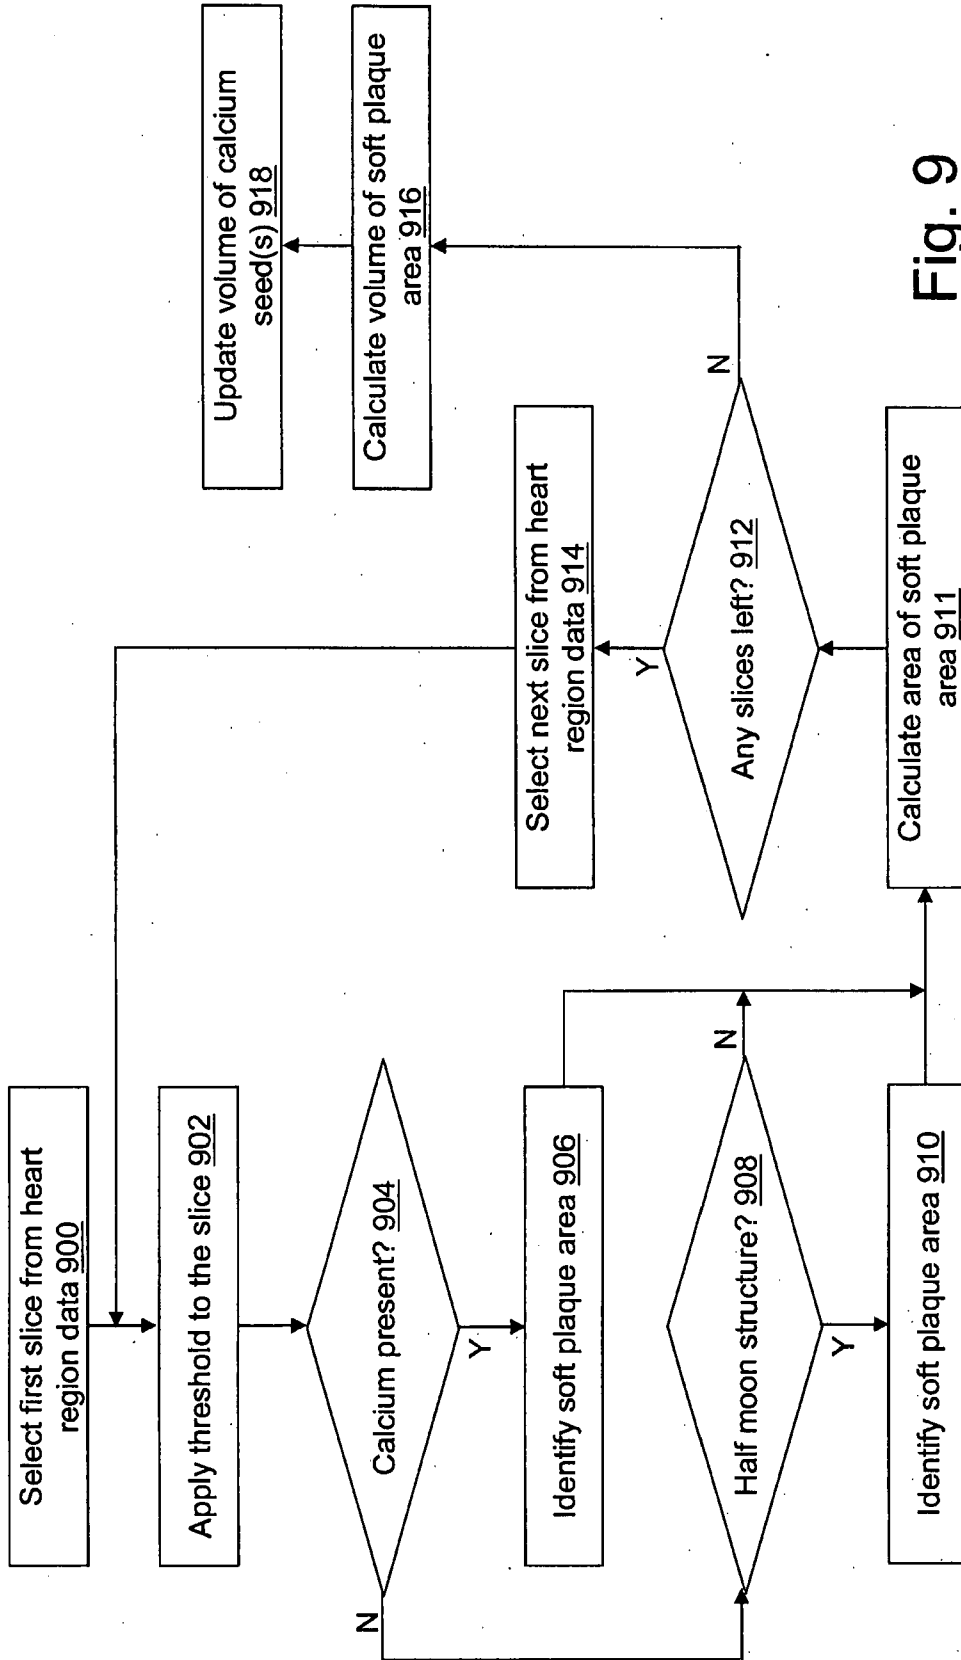 Select first slice from heart
region data 900
Apply threshold to the slice 902
Calcium present? 904
N
Y
Identify soft plaque area 906
Half moon structure? 908
N
Y
Identify soft plaque area 910
Calculate area of soft plaque
area 911
Any slices left? 912
Y
N
Select next slice from heart
region data 914
Calculate volume of soft plaque
area 916
Update volume of calcium
seed(s) 918
Fig. 9